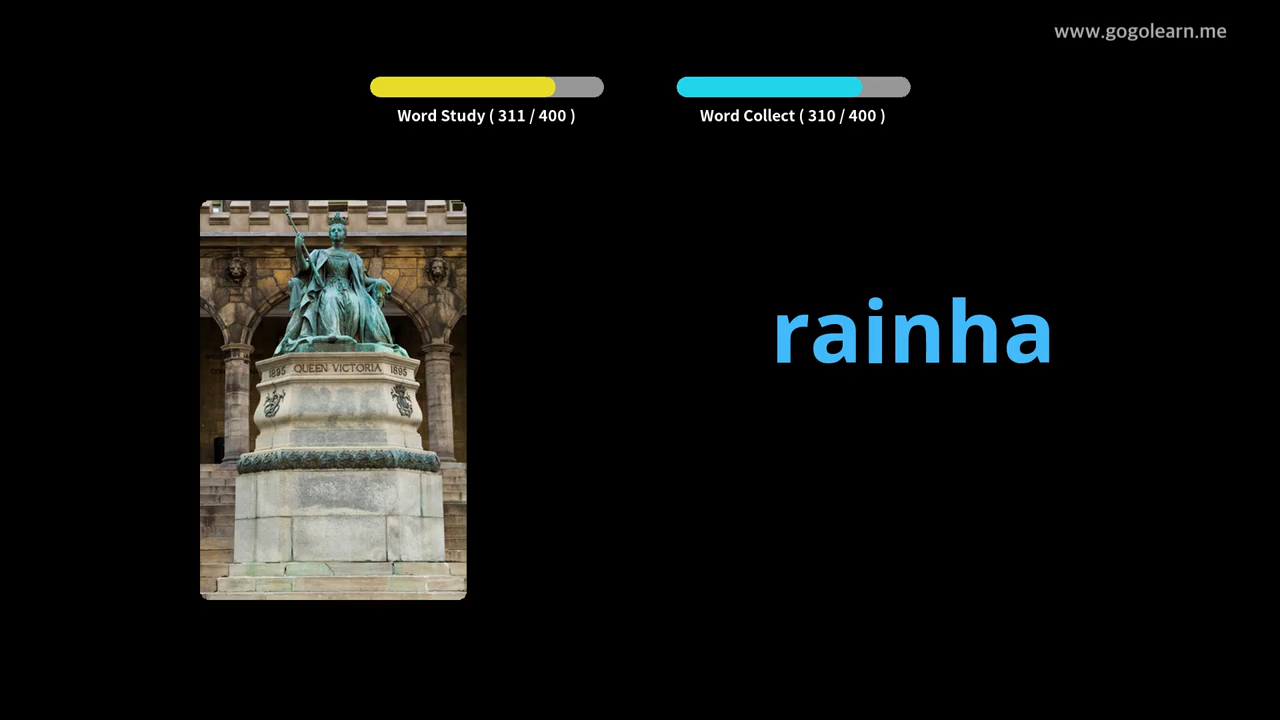 www.gogolearn.me
Word Study ( 311 / 400 )
Word Collect ( 310 / 400 )
1895 QUEEN VICTORIA 1895
rainha